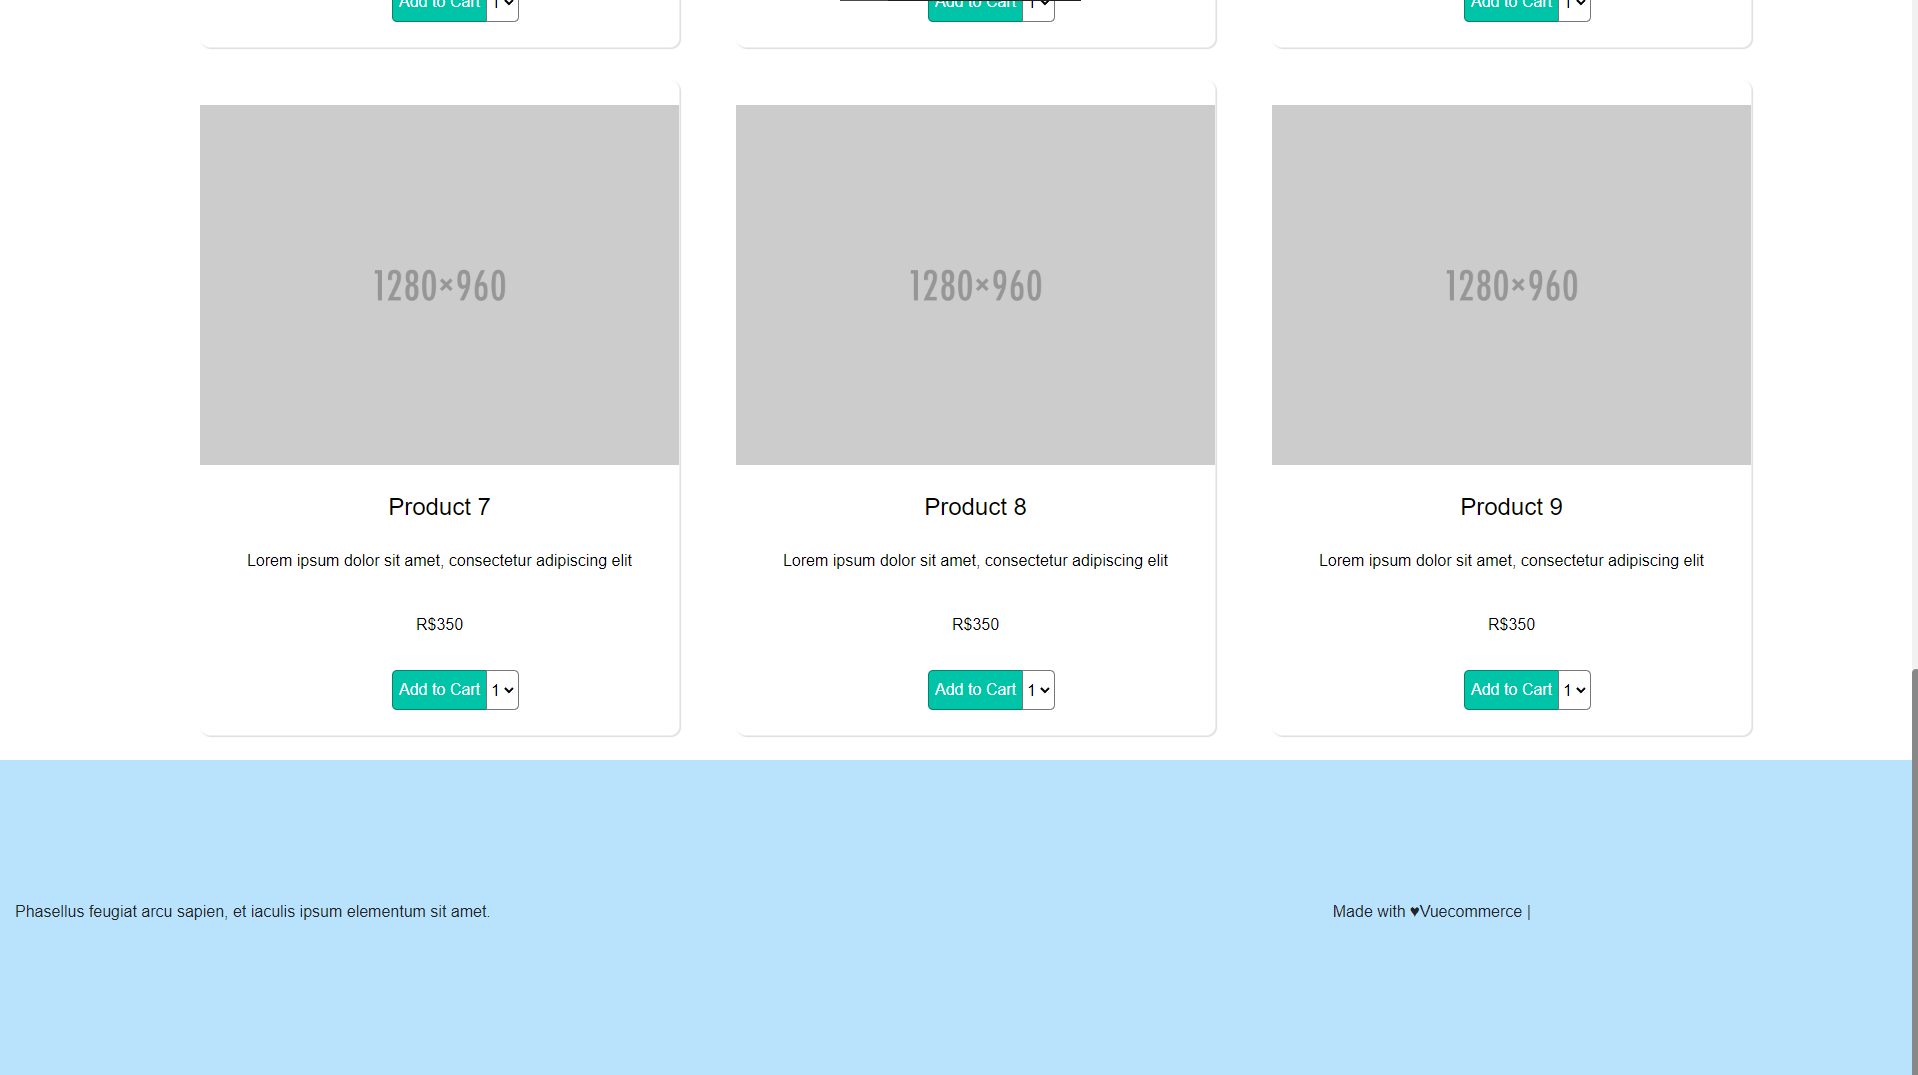 Add to Cart 1 Add to Cart 1 Add to Cart 1
1280×960 1280×960 1280×960
Product 7 Product 8 Product 9
Lorem ipsum dolor sit amet, consectetur adipiscing elit Lorem ipsum dolor sit amet, consectetur adipiscing elit Lorem ipsum dolor sit amet, consectetur adipiscing elit
R$350 R$350 R$350
Add to Cart 1 Add to Cart 1 Add to Cart 1
Phasellus feugiat arcu sapien, et iaculis ipsum elementum sit amet. Made with ♥Vuecommerce |